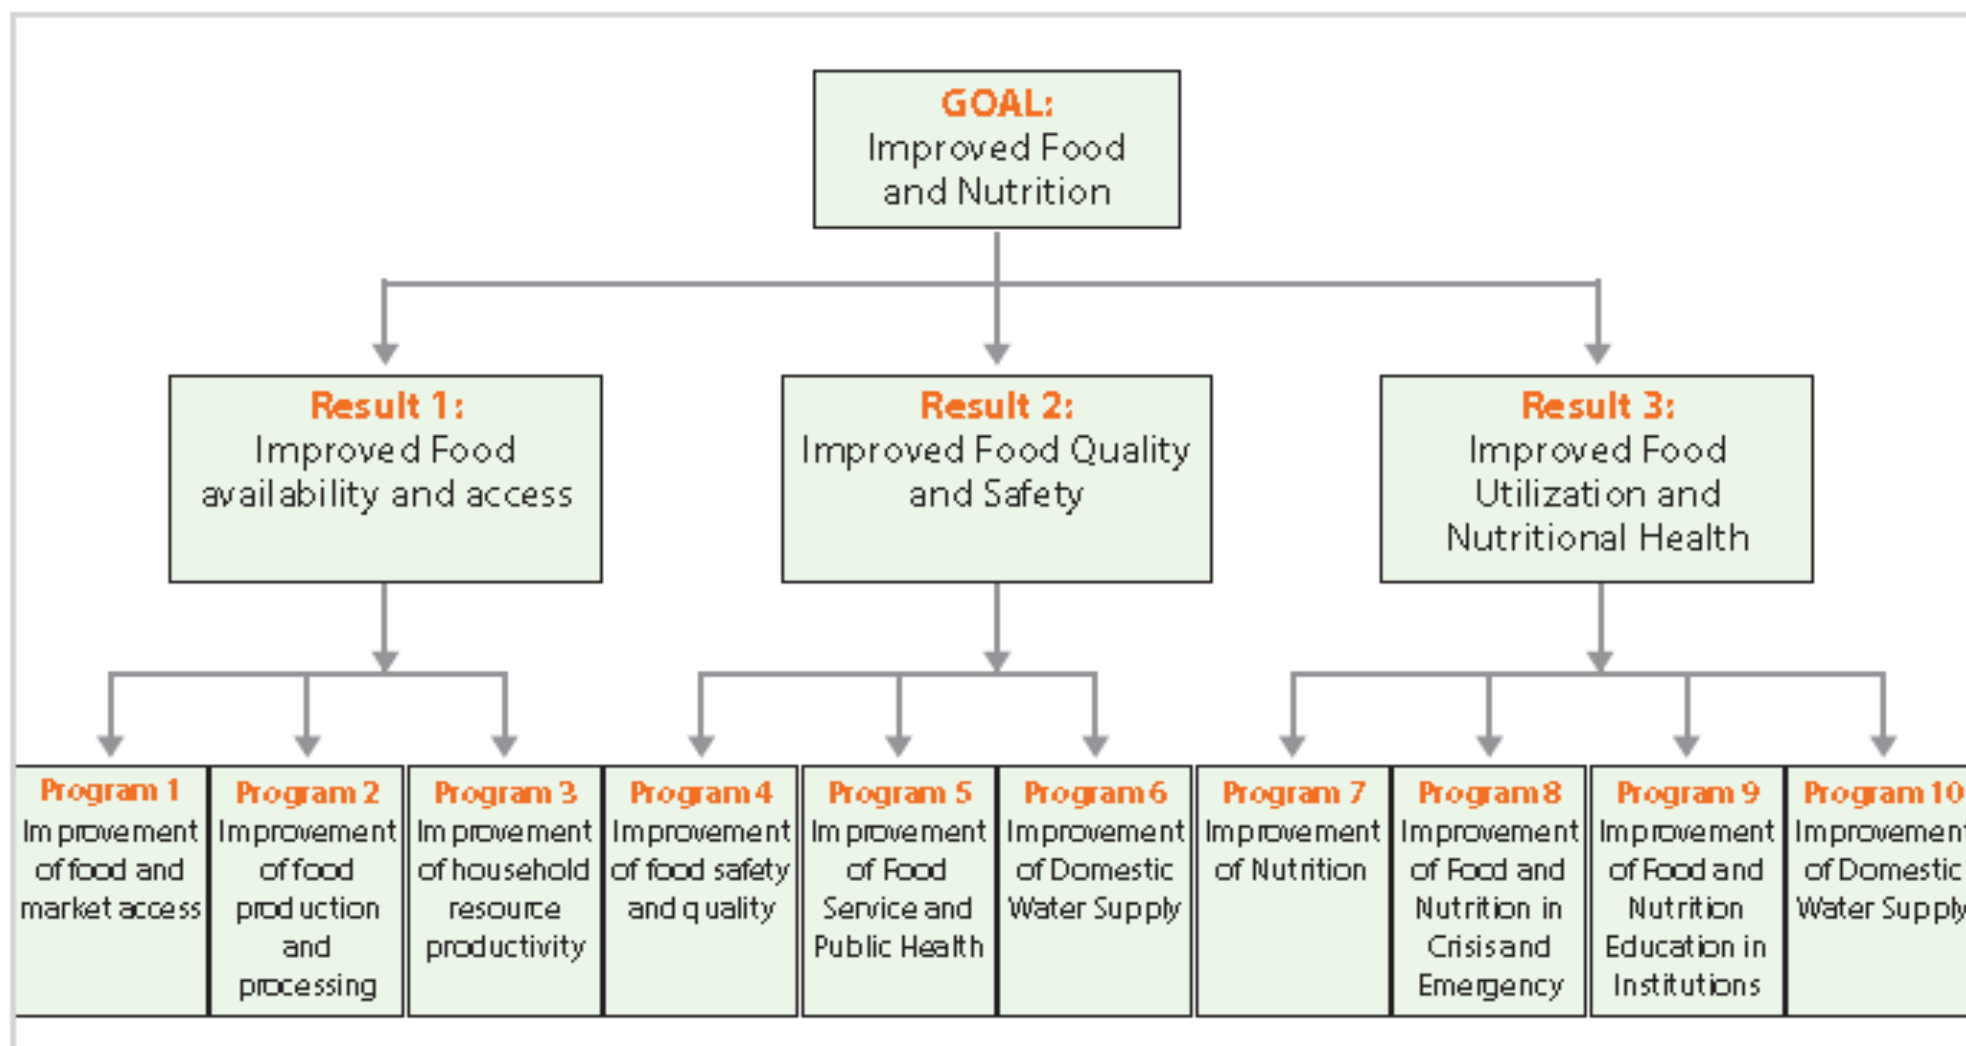 GOAL:
Improved Food
and Nutrition
Result 1:
Improved Food
availability and access
Result 2:
Improved Food Quality
and Safety
Result 3:
Improved Food
Utilization and
Nutritional Health
Program 1
Improvement
of food and
market access
Program 2
Improvement
of food
production
and
processing
Program 3
Improvement
of household
resource
productivity
Program 4
Improvement
of food safety
and quality
Program 5
Improvement
of Food
Service and
Public Health
Program 6
Improvement
of Domestic
Water Supply
Program 7
Improvement
of Nutrition
Program 8
Improvement
of Food and
Nutrition in
Crisis and
Emergency
Program 9
Improvement
of Food and
Nutrition
Education in
Institutions
Program 10
Improvement
of Domestic
Water Supply